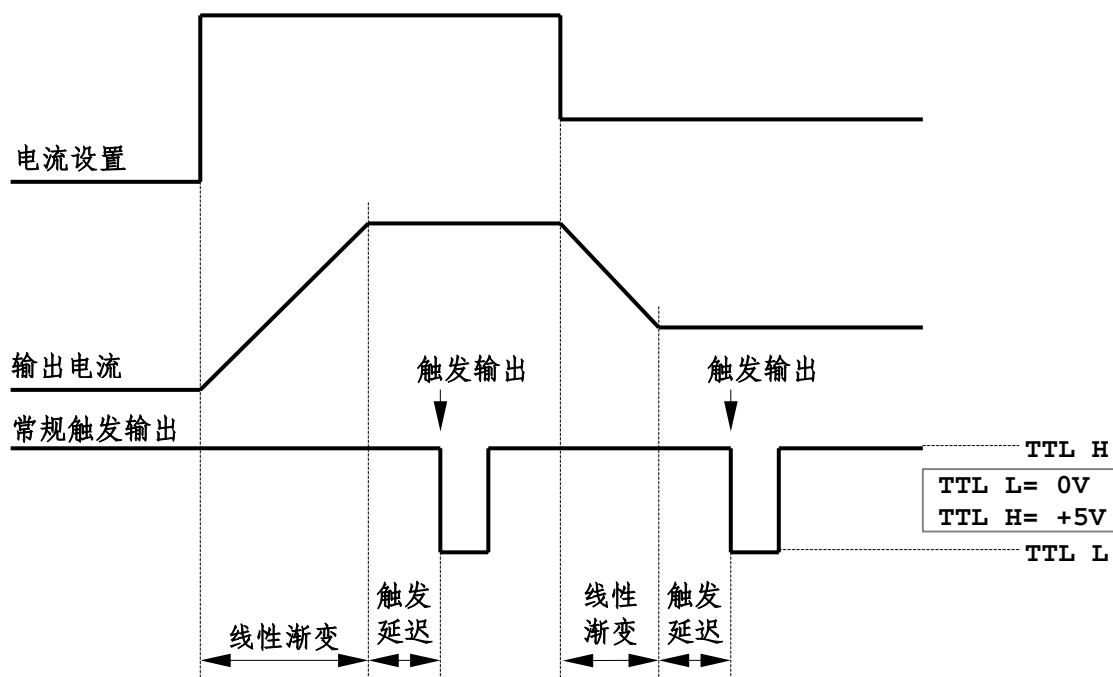 电流设置
输出电流
触发输出
触发输出
常规触发输出
TTL H
TTL L= 0V
TTL H= +5V
TTL L
线性渐变
触发
延迟
线性
渐变
触发
延迟